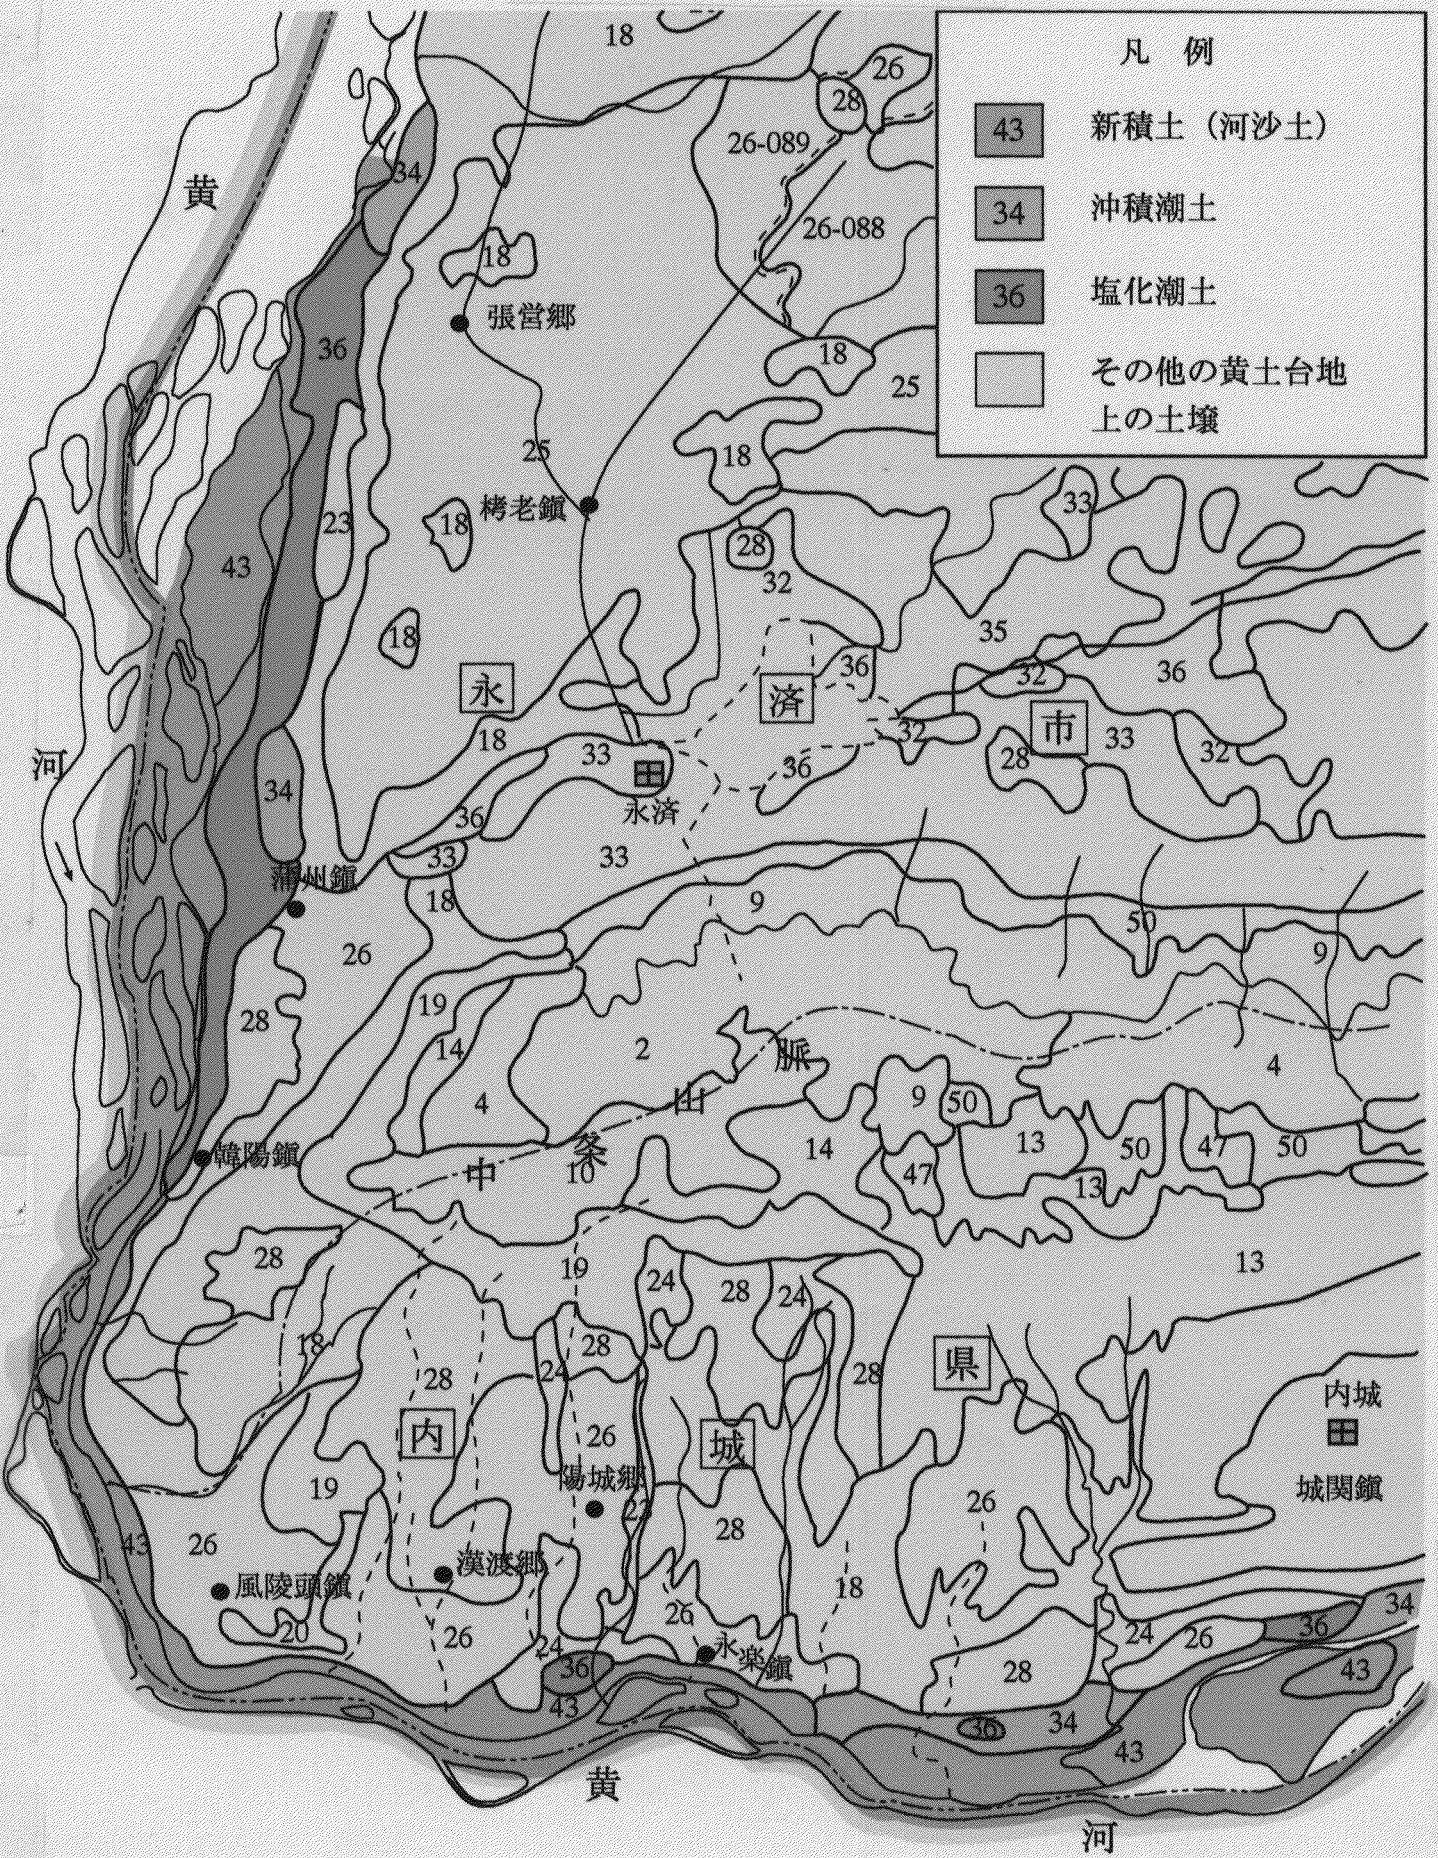 凡 例
43 新積土（河沙土）
34 沖積潮土
36 塩化潮土
その他の黄土台地
上の土壌
18
26
28
26-089
34
黄
26-088
18
張営郷
36
18
25
25
18
栲老鎮
18
33
23
28
43
32
18
35
36
永
済
32
36
市
18
33
32
33
32
河
28
36
34
永済
36
33
33
蒲州鎮
18
9
50
26
9
19
28
14
2
脈
4
4
山
9
50
韓陽鎮
条
14
13
50
47
50
中
10
47
13
28
19
13
24
28
24
18
28
24
28
28
県
内城
内
26
城
城関鎮
19
陽城郷
23
26
28
43
26
漢渡郷
風陵頭鎮
18
20
26
26
34
24
永楽鎮
24
26
36
36
28
43
43
36
34
43
黄
河